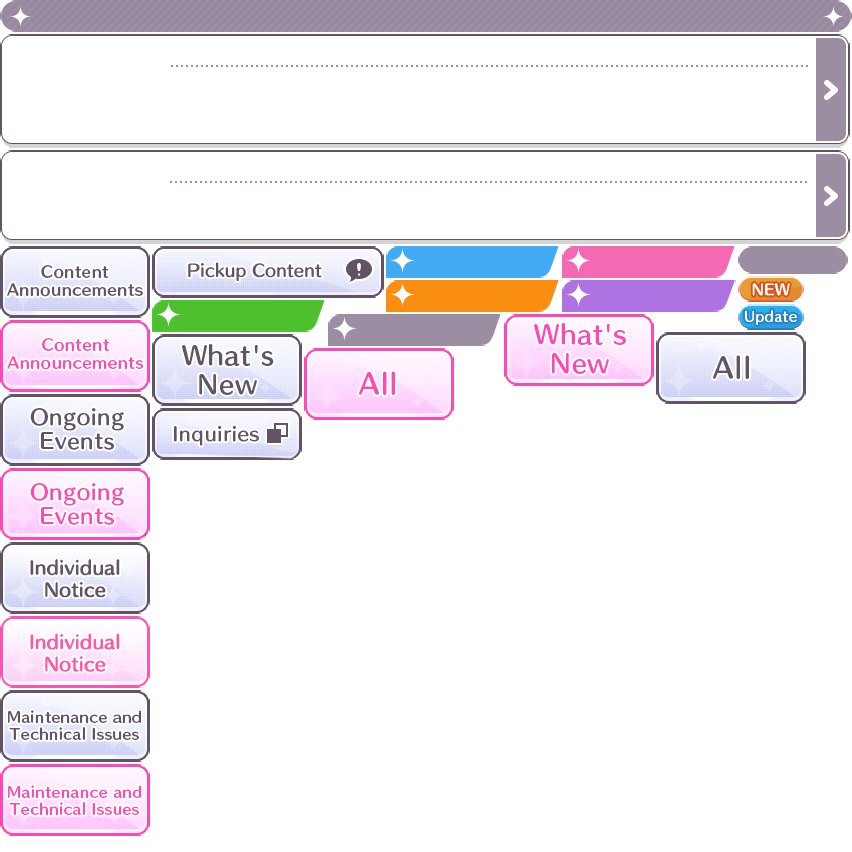 Content
Announcements
Pickup Content
NEW
Update
Content
Announcements
What's
New
All
What's
New
All
Ongoing
Events
Inquiries
Ongoing
Events
Individual
Notice
Individual
Notice
Maintenance and
Technical Issues
Maintenance and
Technical Issues